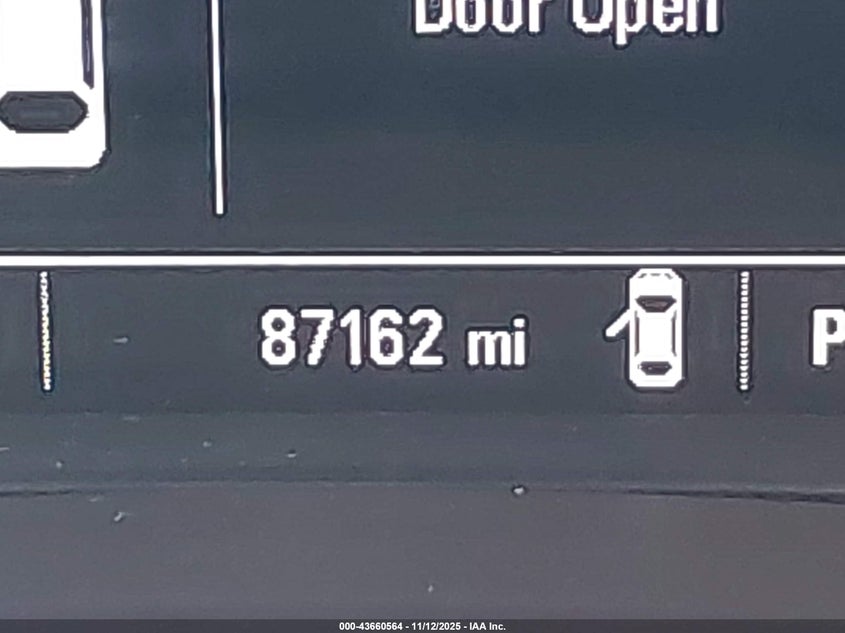 Door Open
87162 mi
P
000-43660564 - 11/12/2025 - IAA Inc.